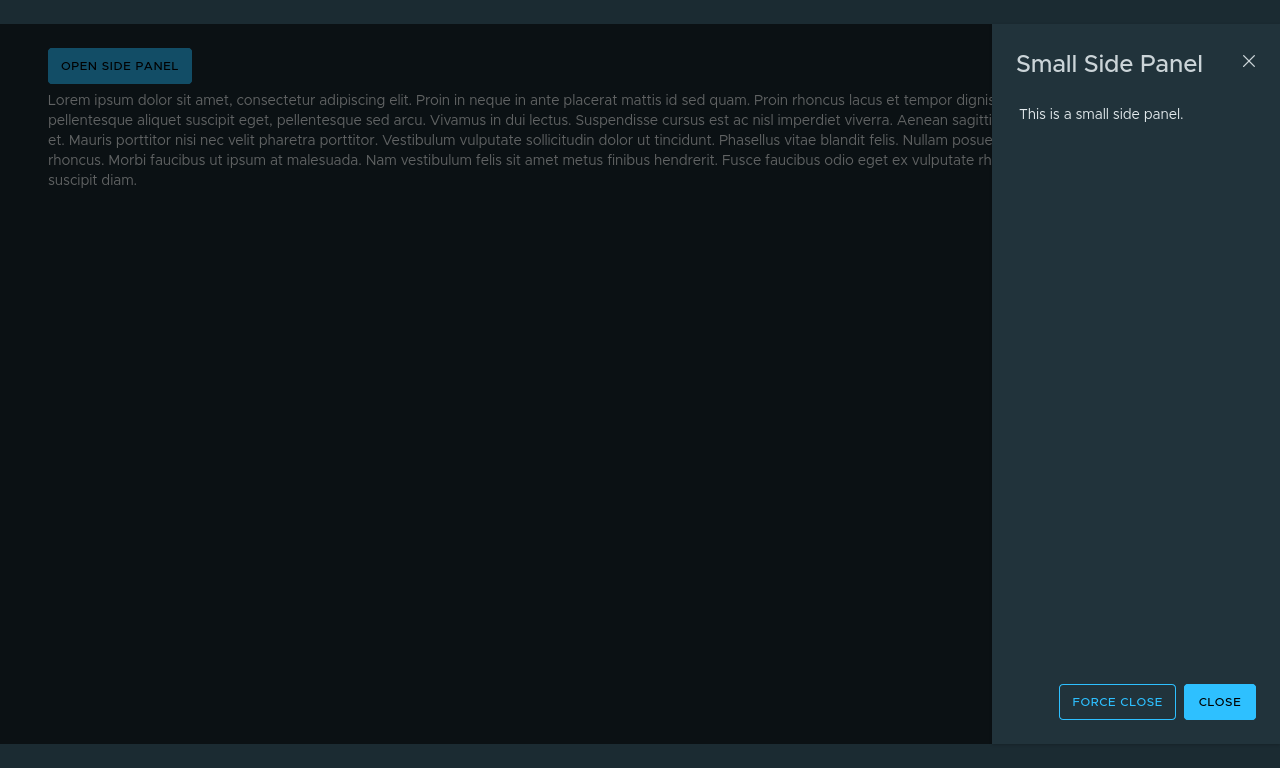 OPEN SIDE PANEL
Lorem ipsum dolor sit amet, consectetur adipiscing elit. Proin in neque in ante placerat mattis id sed quam. Proin rhoncus lacus et tempor dignis
pellentesque aliquet suscipit eget, pellentesque sed arcu. Vivamus in dui lectus. Suspendisse cursus est ac nisl imperdiet viverra. Aenean sagitti
et. Mauris porttitor nisi nec velit pharetra porttitor. Vestibulum vulputate sollicitudin dolor ut tincidunt. Phasellus vitae blandit felis. Nullam posue
rhoncus. Morbi faucibus ut ipsum at malesuada. Nam vestibulum felis sit amet metus finibus hendrerit. Fusce faucibus odio eget ex vulputate rh
suscipit diam.
Small Side Panel
This is a small side panel.
FORCE CLOSE
CLOSE